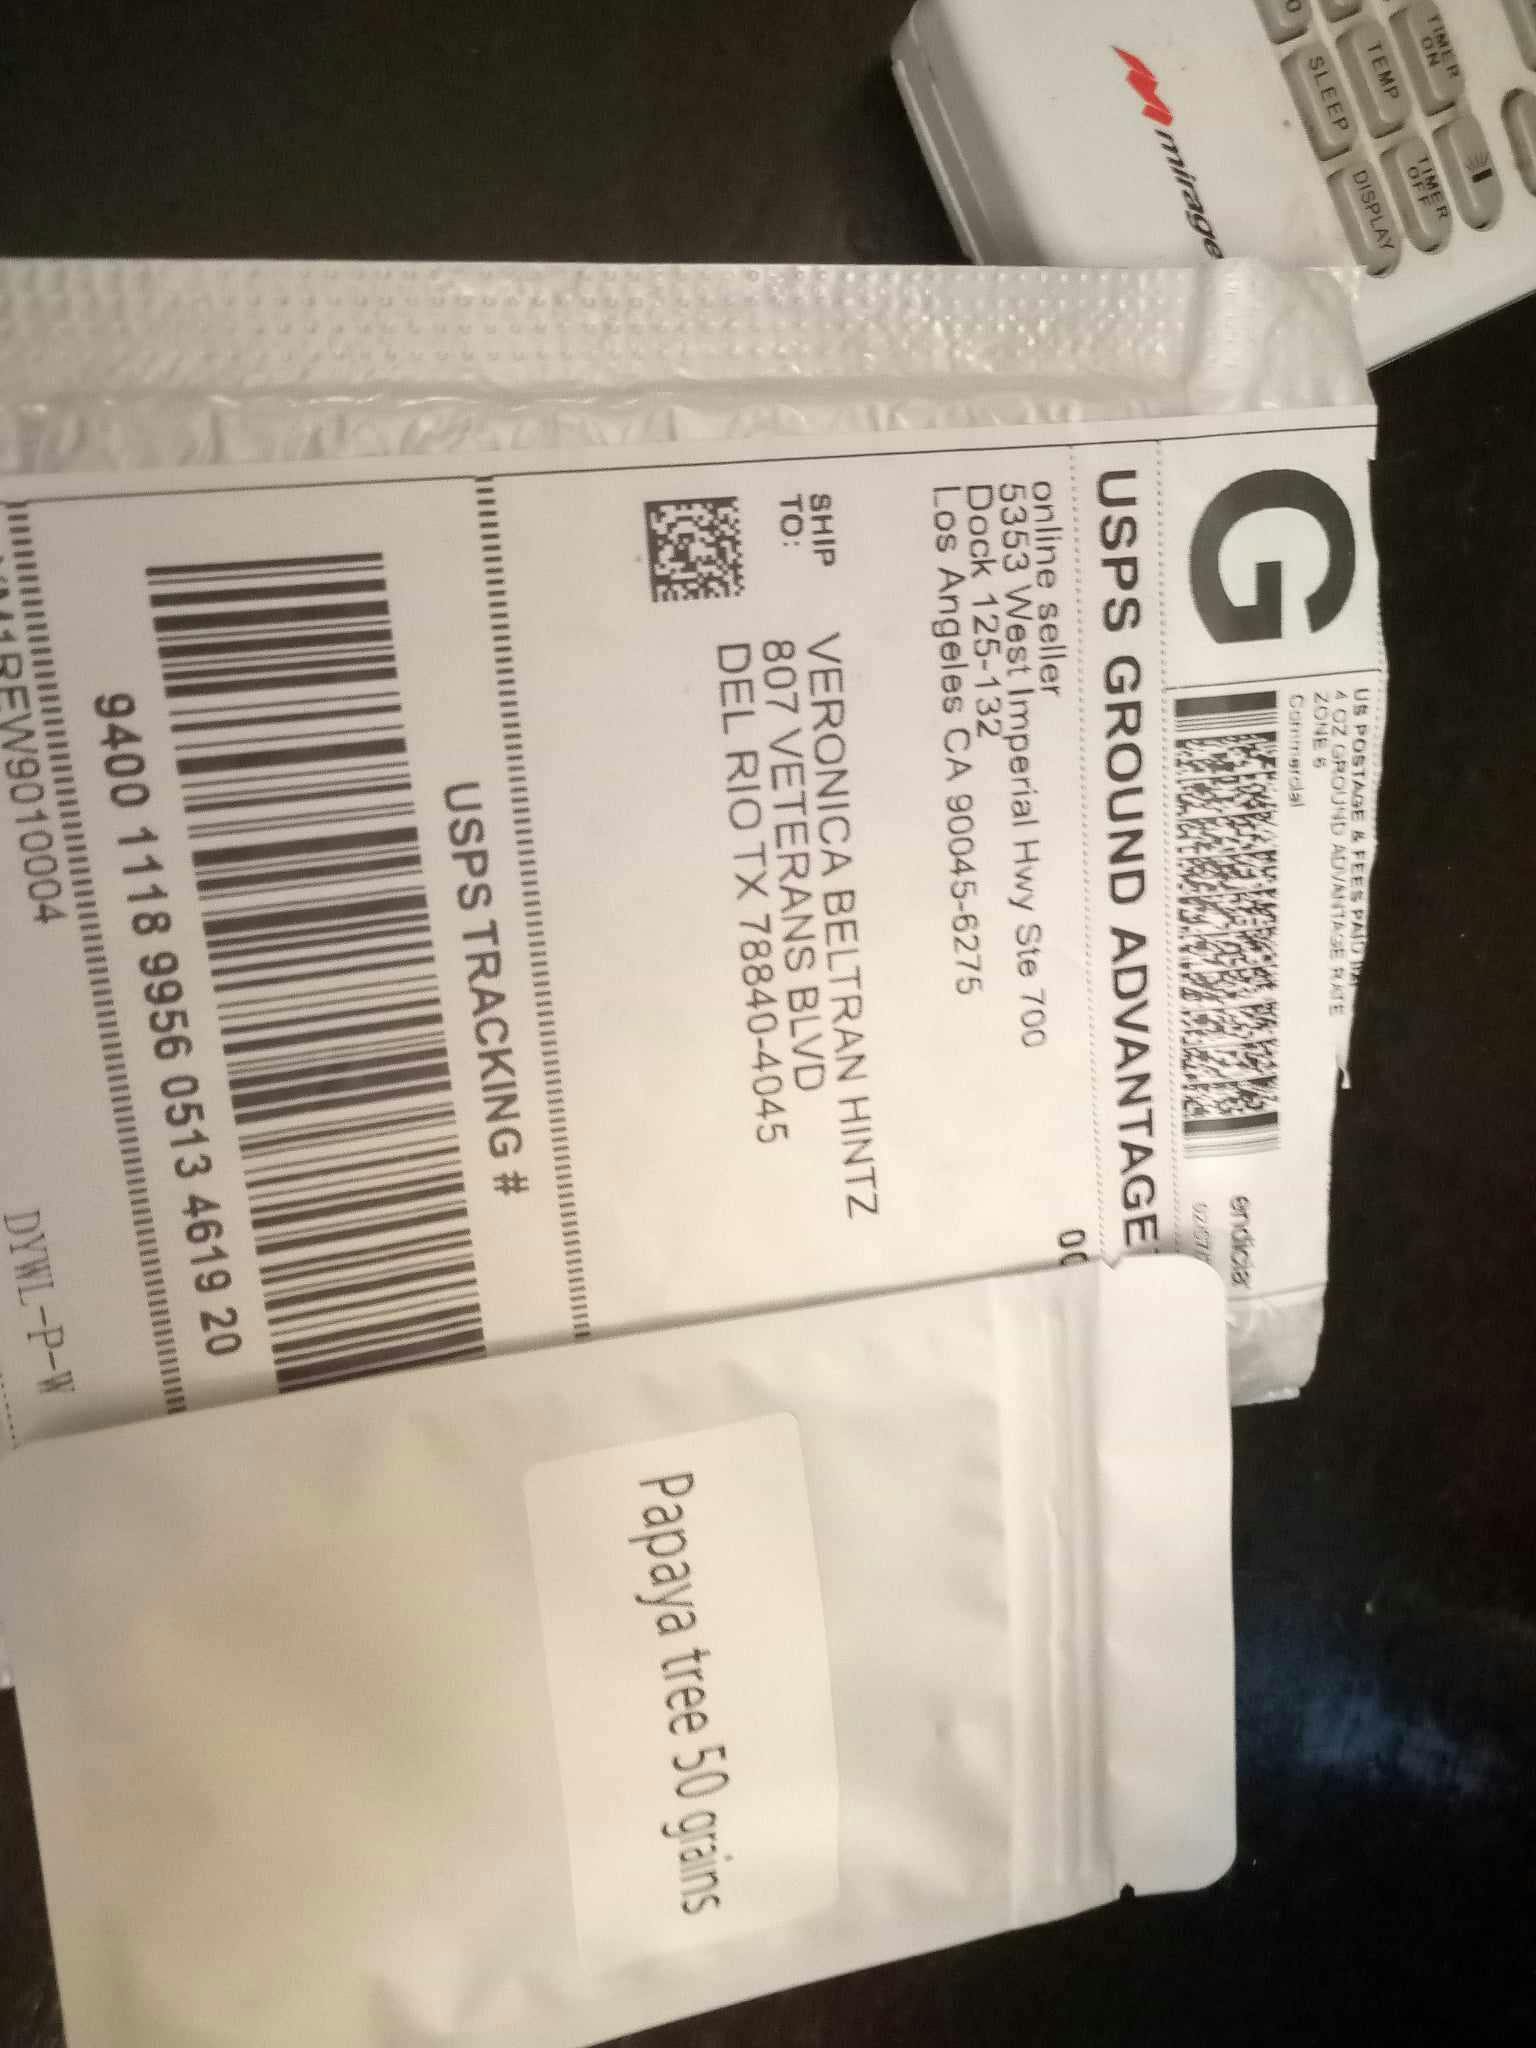 G
US POSTAGE & FEES PAID
4 OZ GROUND ADVANTAGE RATE
ZONE 6
Commercial
endicia
USPS GROUND ADVANTAGE
online seller
5353 West Imperial Hwy Ste 700
Dock 125-132
Los Angeles CA 90045-6275
00
SHIP
TO:
VERONICA BELTRAN HINTZ
807 VETERANS BLVD
DEL RIO TX 78840-4045
USPS TRACKING #
9400 1118 9956 0513 4619 20
DYWL-P-W
Papaya tree 50 grains
mirage
SLEEP
TEMP
TIMER
ON
DISPLAY
TIMER
OFF